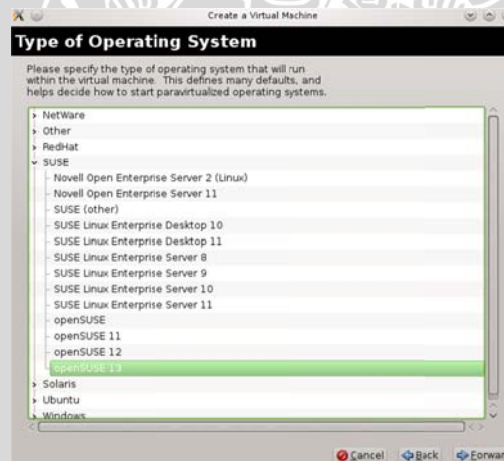 Create a Virtual Machine
Type of Operating System
Please specify the type of operating system that will run
within the virtual machine. This defines many defaults, and
helps decide how to start paravirtualized operating systems.
NetWare
Other
RedHat
SUSE
Novell Open Enterprise Server 2 (Linux)
Novell Open Enterprise Server 11
SUSE (other)
SUSE Linux Enterprise Desktop 10
SUSE Linux Enterprise Desktop 11
SUSE Linux Enterprise Server 8
SUSE Linux Enterprise Server 9
SUSE Linux Enterprise Server 10
SUSE Linux Enterprise Server 11
openSUSE
openSUSE 11
openSUSE 12
openSUSE 13
Solaris
Ubuntu
Windows
Cancel Back Forwar